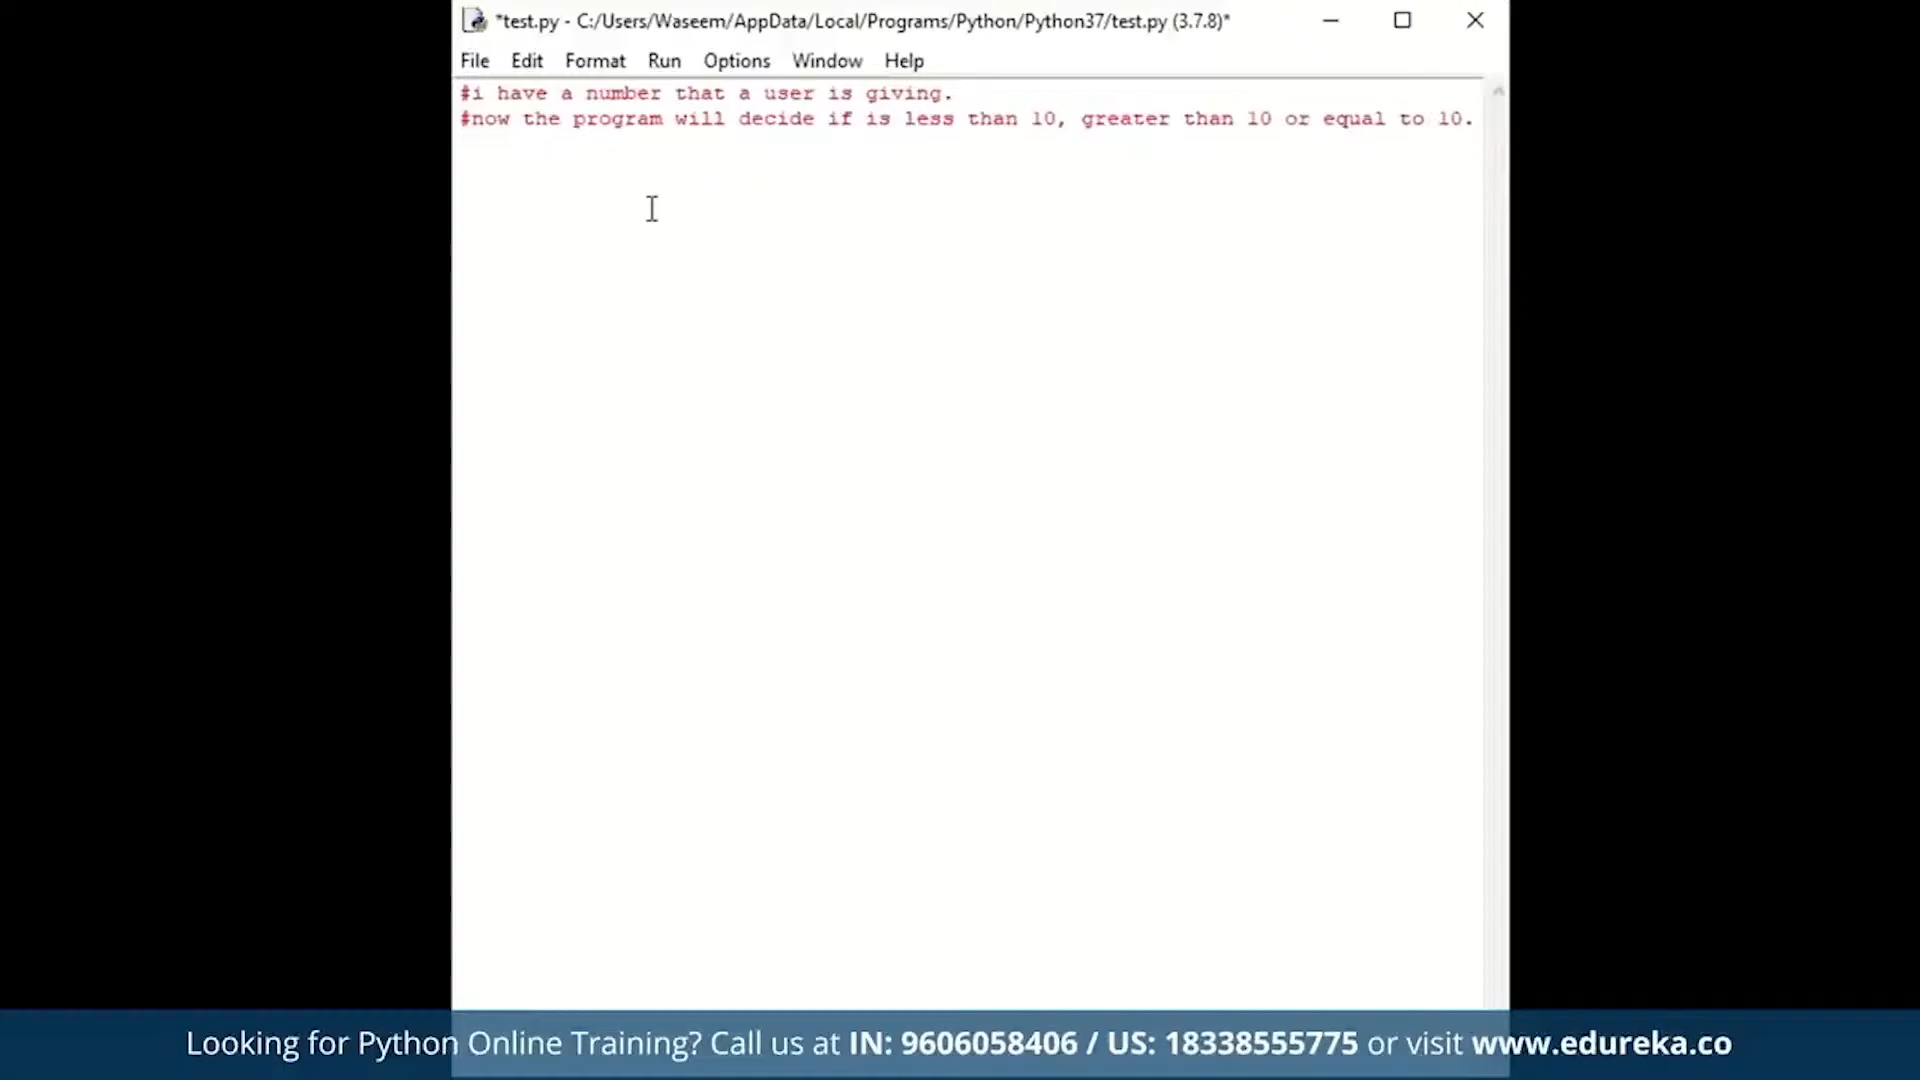 *test.py - C:/Users/Waseem/AppData/Local/Programs/Python/Python37/test.py (3.7.8)*
File Edit Format Run Options Window Help
#i have a number that a user is giving.
#now the program will decide if is less than 10, greater than 10 or equal to 10.
Looking for Python Online Training? Call us at IN: 9606058406 / US: 18338555775 or visit www.edureka.co